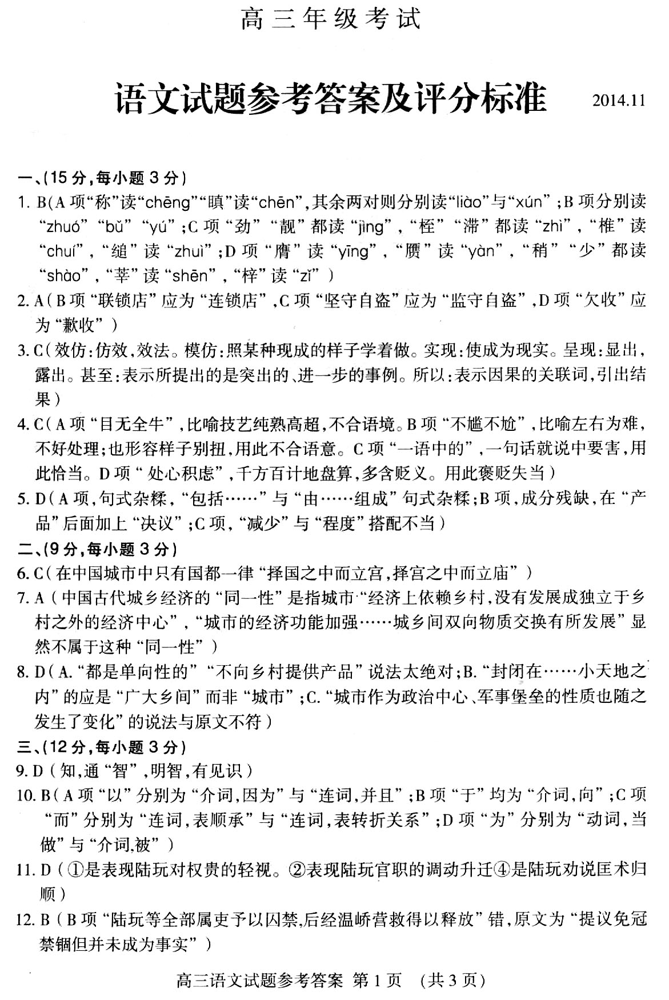 高三年级考试
语文试题参考答案及评分标准 2014.11
一、(15分,每小题3分)
1. B(A项“称”读“chēng”“瞋”读“chēn”,其余两对则分别读“liào”与“xún”;B项分别读
“zhuó”“bǔ”“yú”;C项“劲”“靓”都读“jìng”,“桎”“滞”都读“zhì”,“椎”读
“chuí”,“缒”读“zhuì”;D项“膺”读“yīng”,“赝”读“yàn”,“稍”“少”都读
“shào”,“莘”读“shēn”,“梓”读“zǐ”)
2. A(B项“联锁店”应为“连锁店”,C项“坚守自盗”应为“监守自盗”,D项“欠收”应
为“歉收”)
3. C(效仿:仿效,效法。模仿:照某种现成的样子学着做。实现:使成为现实。呈现:显出,
露出。甚至:表示所提出的是突出的、进一步的事例。所以:表示因果的关联词,引出结
果)
4. C(A项“目无全牛”,比喻技艺纯熟高超,不合语境。B项“不尴不尬”,比喻左右为难,
不好处理;也形容样子别扭,用此不合语意。C项“一语中的”,一句话就说中要害,用
此恰当。D项“处心积虑”,千方百计地盘算,多含贬义。用此褒贬失当)
5. D(A项,句式杂糅,“包括……”与“由……组成”句式杂糅;B项,成分残缺,在“产
品”后面加上“决议”;C项,“减少”与“程度”搭配不当)
二、(9分,每小题3分)
6. C(在中国城市中只有国都一律“择国之中而立宫,择宫之中而立庙”)
7. A(中国古代城乡经济的“同一性”是指城市“经济上依赖乡村,没有发展成独立于乡
村之外的经济中心”,“城市的经济功能加强……城乡间双向物质交换有所发展”显
然不属于这种“同一性”)
8. D(A.“都是单向性的”“不向乡村提供产品”说法太绝对;B.“封闭在……小天地之
内”的应是“广大乡间”而非“城市”;C.“城市作为政治中心、军事堡垒的性质也随之
发生了变化”的说法与原文不符)
三、(12分,每小题3分)
9. D(知,通“智”,明智,有见识)
10. B(A项“以”分别为“介词,因为”与“连词,并且”;B项“于”均为“介词,向”;C项
“而”分别为“连词,表顺承”与“连词,表转折关系”;D项“为”分别为“动词,当
做”与“介词,被”)
11. D(①是表现陆玩对权贵的轻视。②表现陆玩官职的调动升迁④是陆玩劝说匡术归
顺)
12. B(B项“陆玩等全部属吏予以囚禁,后经温峤营救得以释放”错,原文为“提议免冠
禁锢但并未成为事实”)
高三语文试题参考答案 第1页 (共3页)